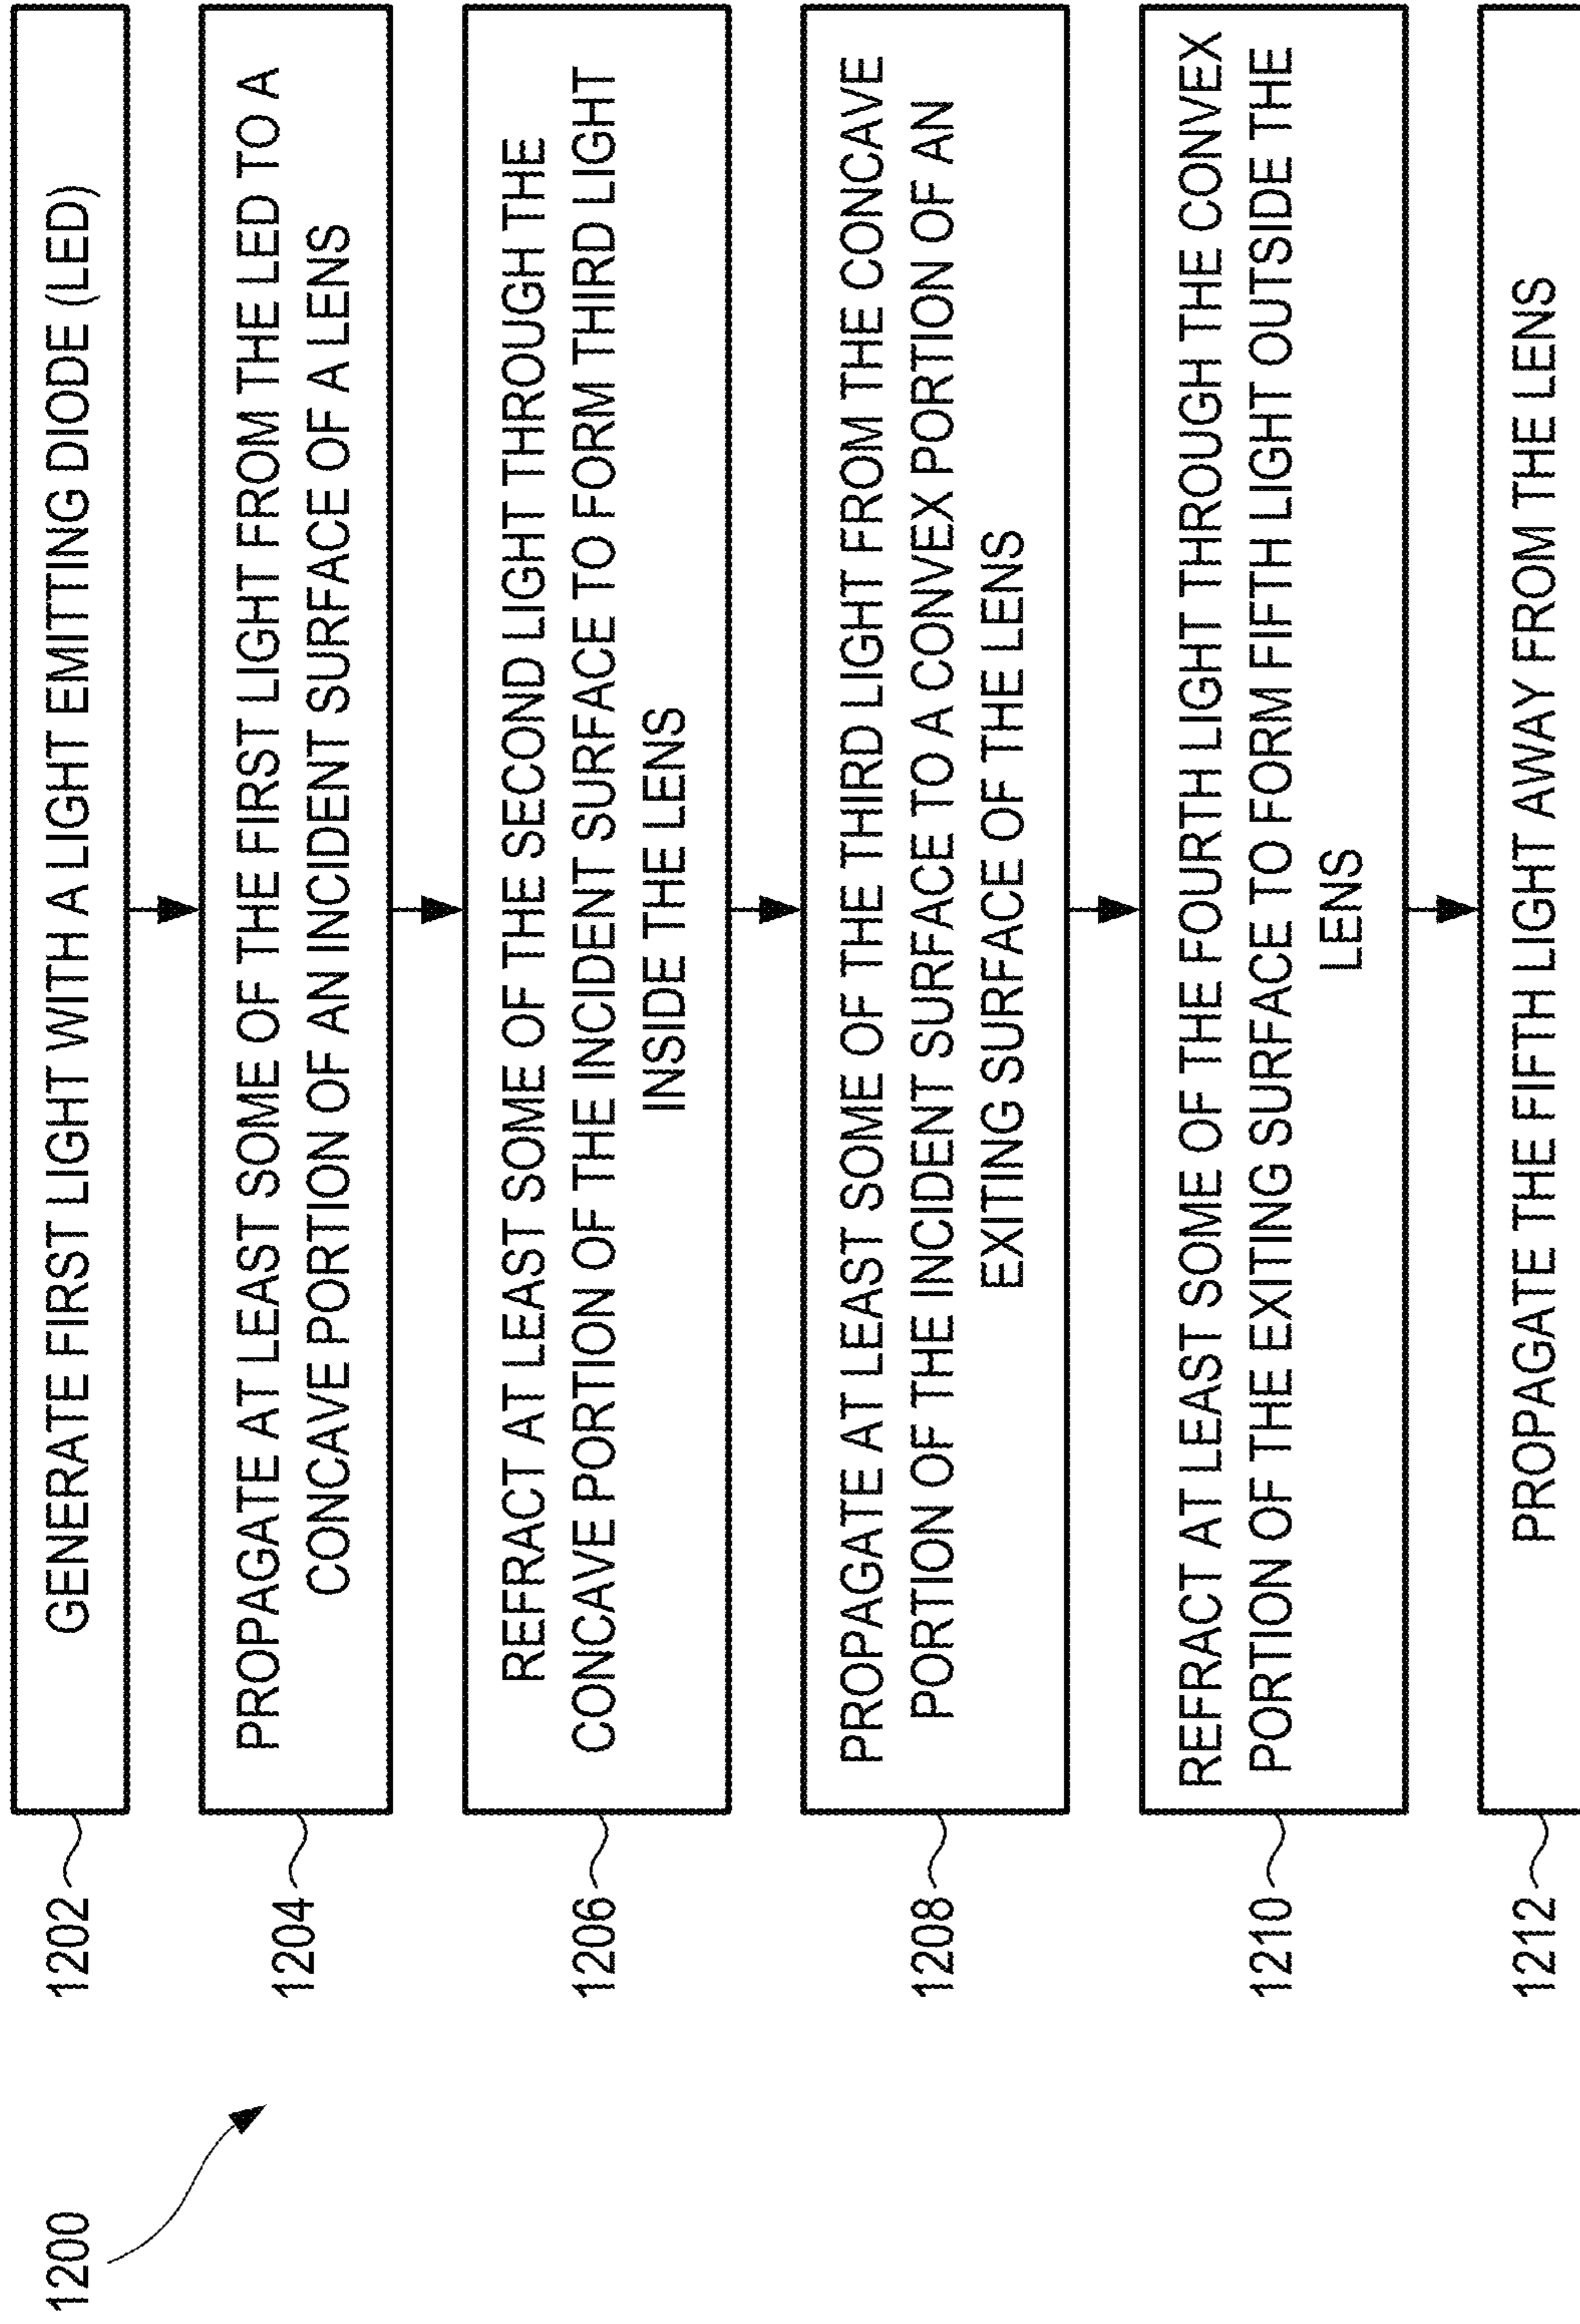 1200
1202
GENERATE FIRST LIGHT WITH A LIGHT EMITTING DIODE (LED)
1204
PROPAGATE AT LEAST SOME OF THE FIRST LIGHT FROM THE LED TO A
CONCAVE PORTION OF AN INCIDENT SURFACE OF A LENS
1206
REFRACT AT LEAST SOME OF THE SECOND LIGHT THROUGH THE
CONCAVE PORTION OF THE INCIDENT SURFACE TO FORM THIRD LIGHT
INSIDE THE LENS
1208
PROPAGATE AT LEAST SOME OF THE THIRD LIGHT FROM THE CONCAVE
PORTION OF THE INCIDENT SURFACE TO A CONVEX PORTION OF AN
EXITING SURFACE OF THE LENS
1210
REFRACT AT LEAST SOME OF THE FOURTH LIGHT THROUGH THE CONVEX
PORTION OF THE EXITING SURFACE TO FORM FIFTH LIGHT OUTSIDE THE
LENS
1212
PROPAGATE THE FIFTH LIGHT AWAY FROM THE LENS